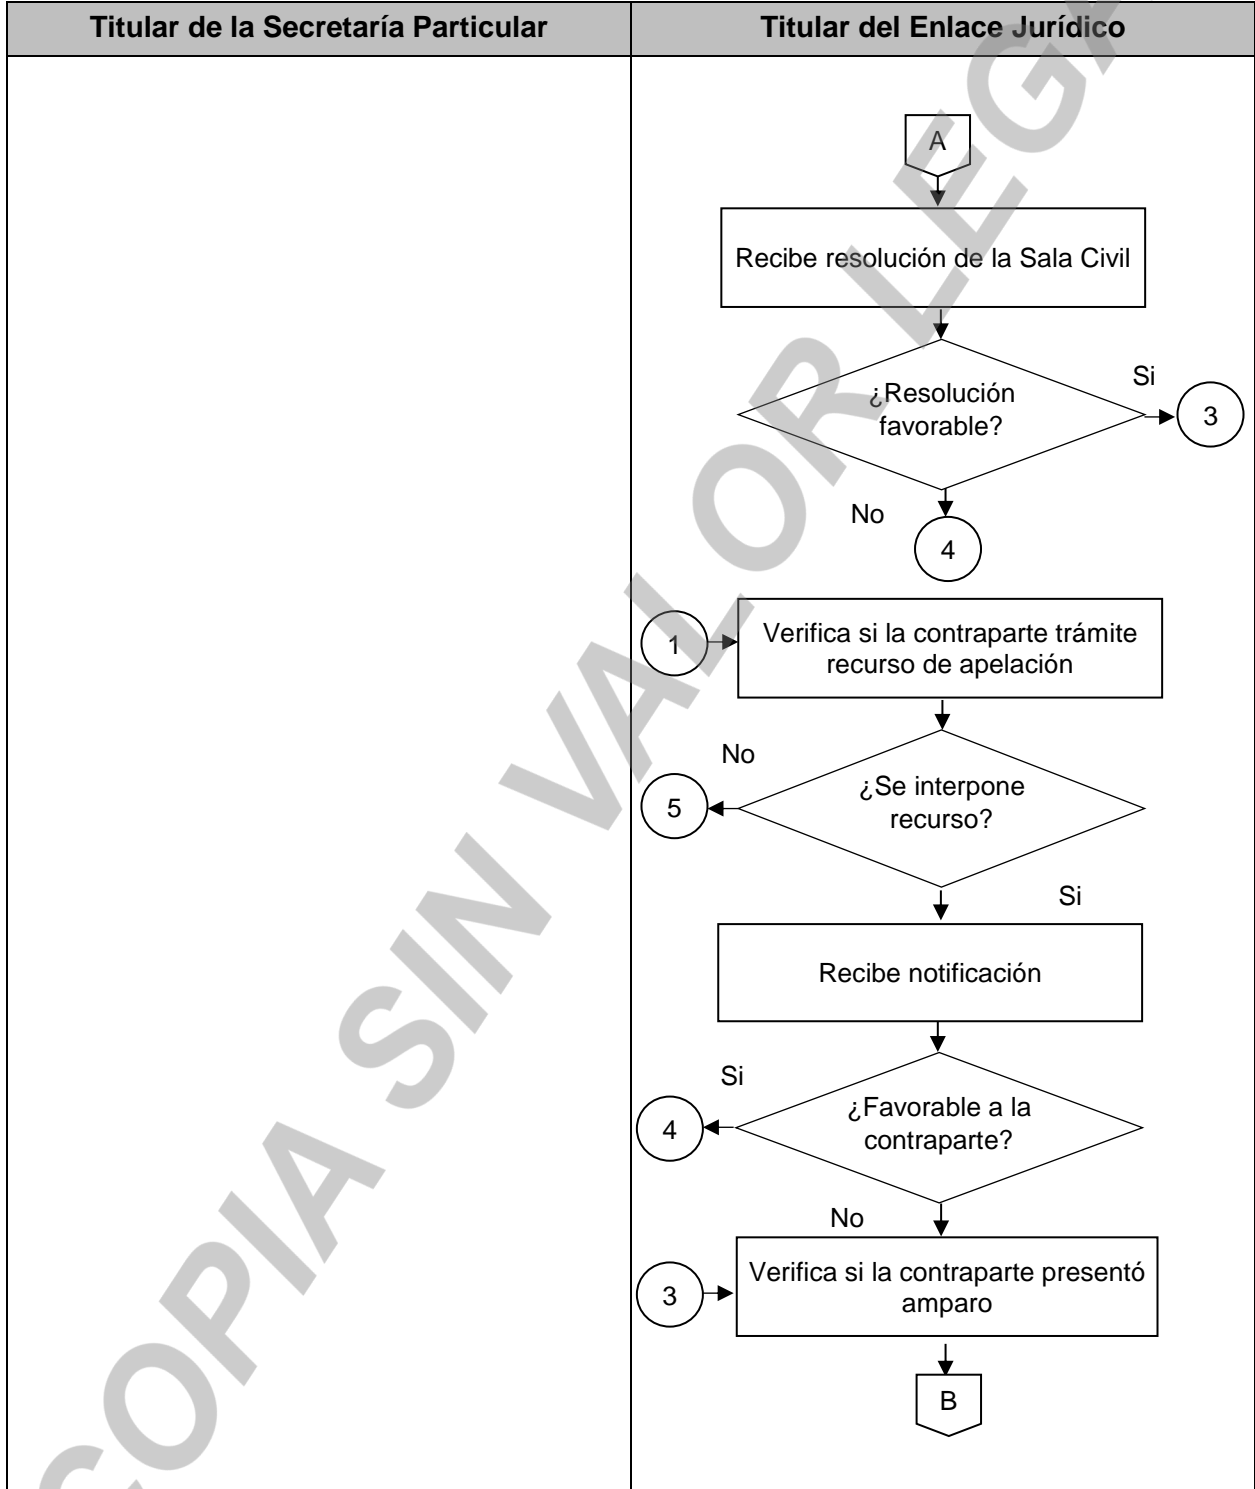 Titular de la Secretaría Particular
Titular del Enlace Jurídico
A
Recibe resolución de la Sala Civil
¿Resolución
favorable?
Si
3
No
4
1
Verifica si la contraparte trámite
recurso de apelación
No
¿Se interpone
recurso?
5
Si
Recibe notificación
Si
¿Favorable a la
contraparte?
4
No
3
Verifica si la contraparte presentó
amparo
B
COPIA SIN VALOR LEGA